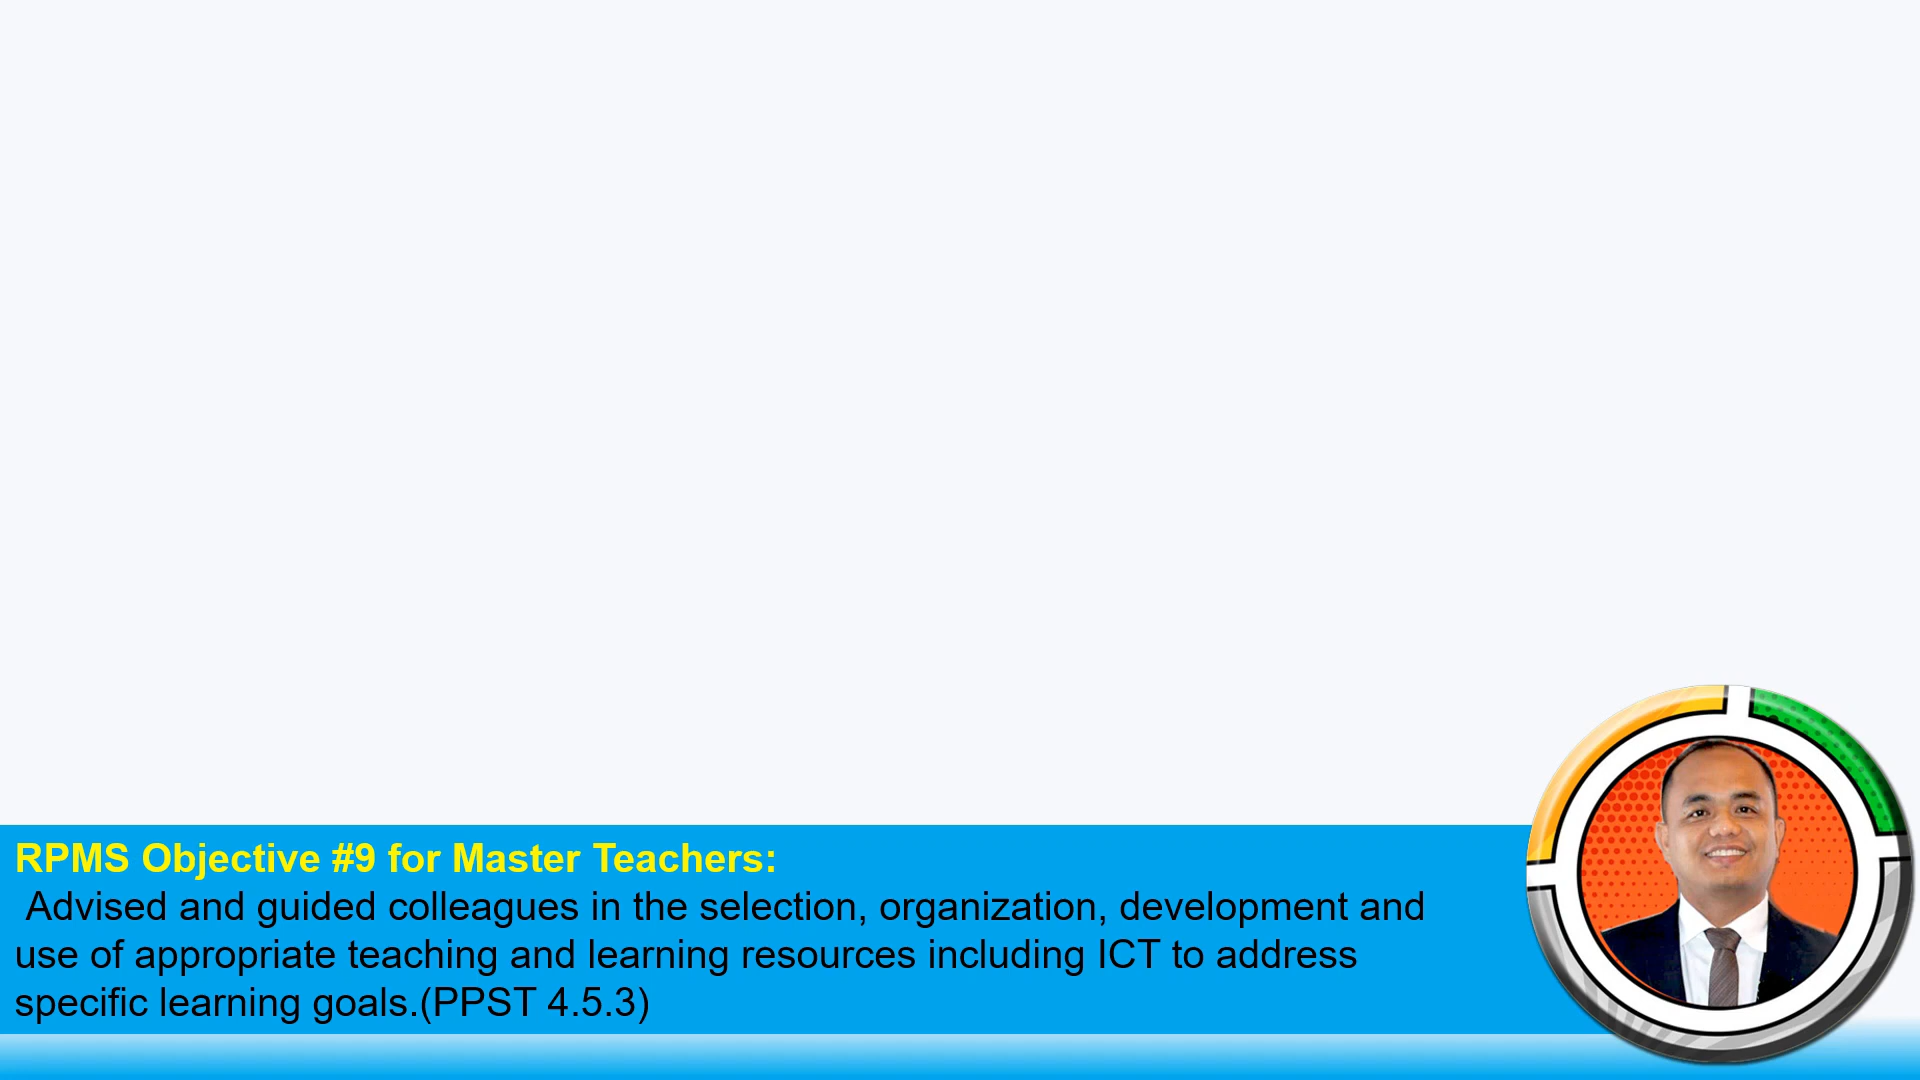 RPMS Objective #9 for Master Teachers:
Advised and guided colleagues in the selection, organization, development and
use of appropriate teaching and learning resources including ICT to address
specific learning goals.(PPST 4.5.3)